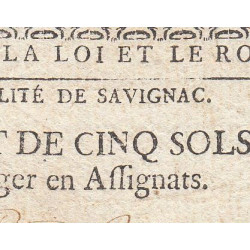 LA LOI ET LE RO
LITÉ DE SAVIGNAC.
T DE CINQ SOLS
ger en Aſſignats.